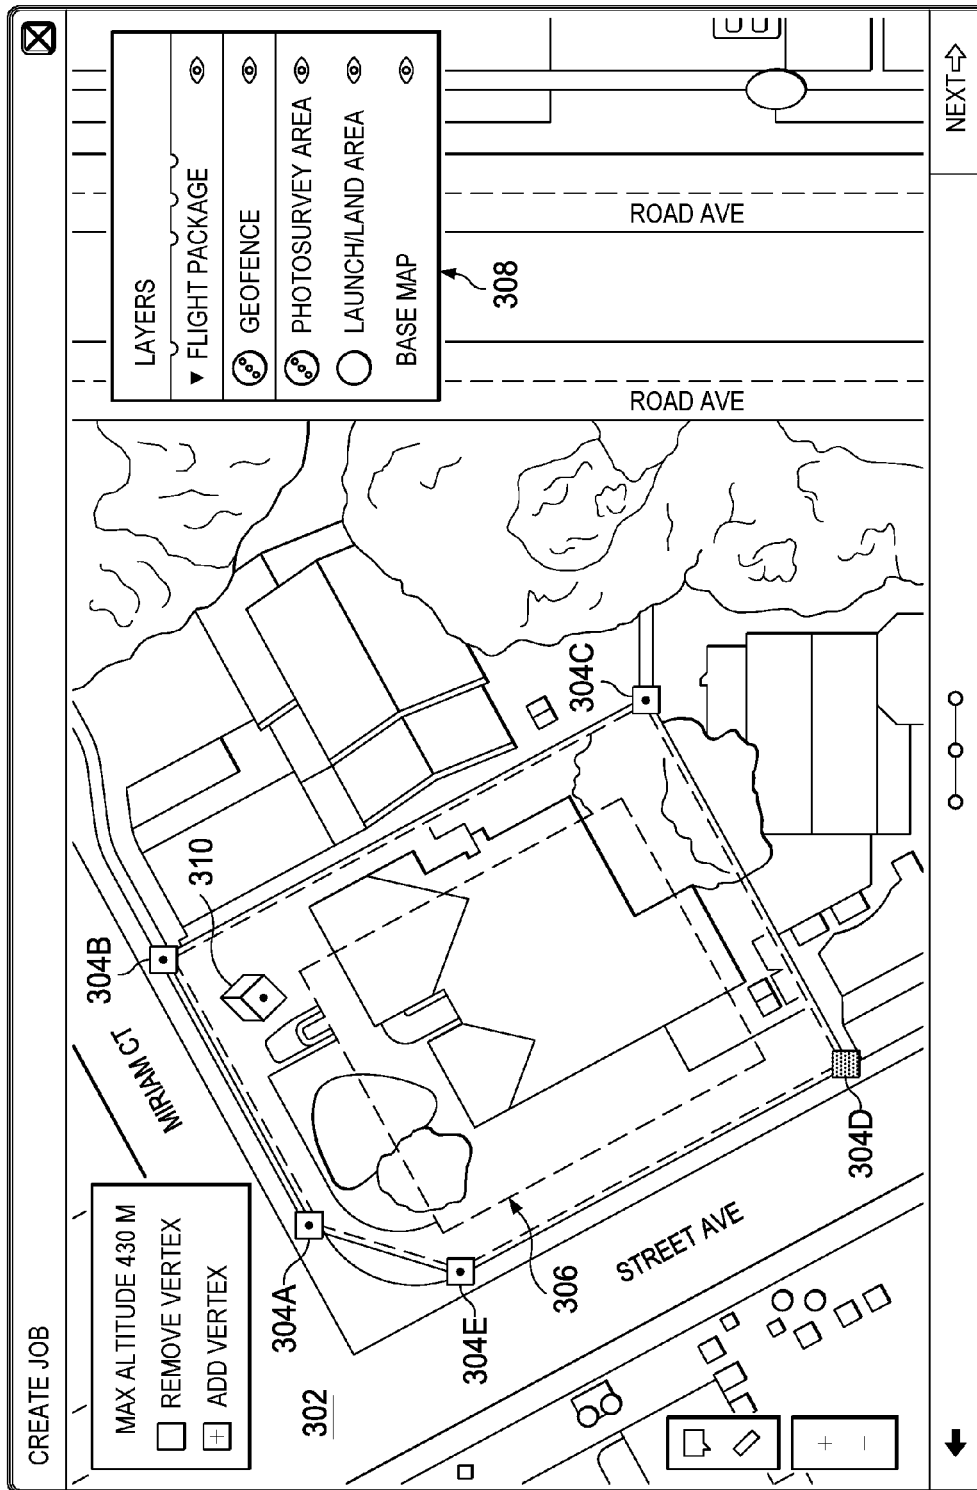 CREATE JOB
MAX ALTITUDE 430 M
REMOVE VERTEX
ADD VERTEX
302
MIRIAM CT
304B
310
304A
304E
306
STREET AVE
304D
304C
LAYERS
▼ FLIGHT PACKAGE
GEOFENCE
PHOTOSURVEY AREA
LAUNCH/LAND AREA
BASE MAP
308
ROAD AVE
ROAD AVE
+
−
NEXT